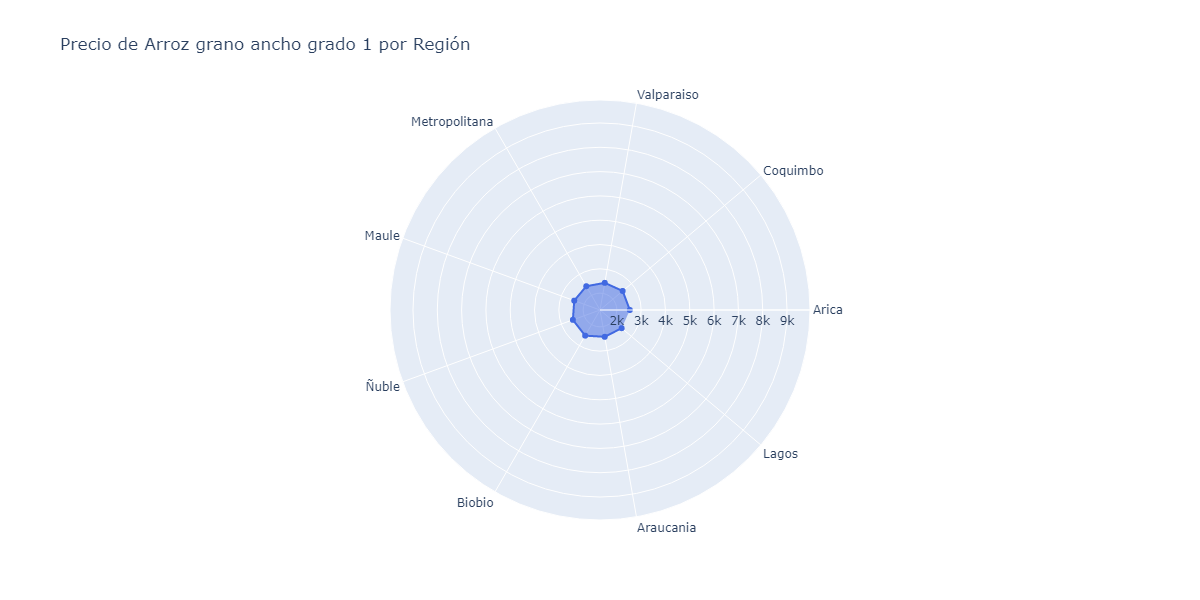 Precio de Arroz grano ancho grado 1 por Región
Valparaiso
Metropolitana
Coquimbo
Maule
Arica
2k 3k 4k 5k 6k 7k 8k 9k
Ñuble
Lagos
Biobio
Araucania